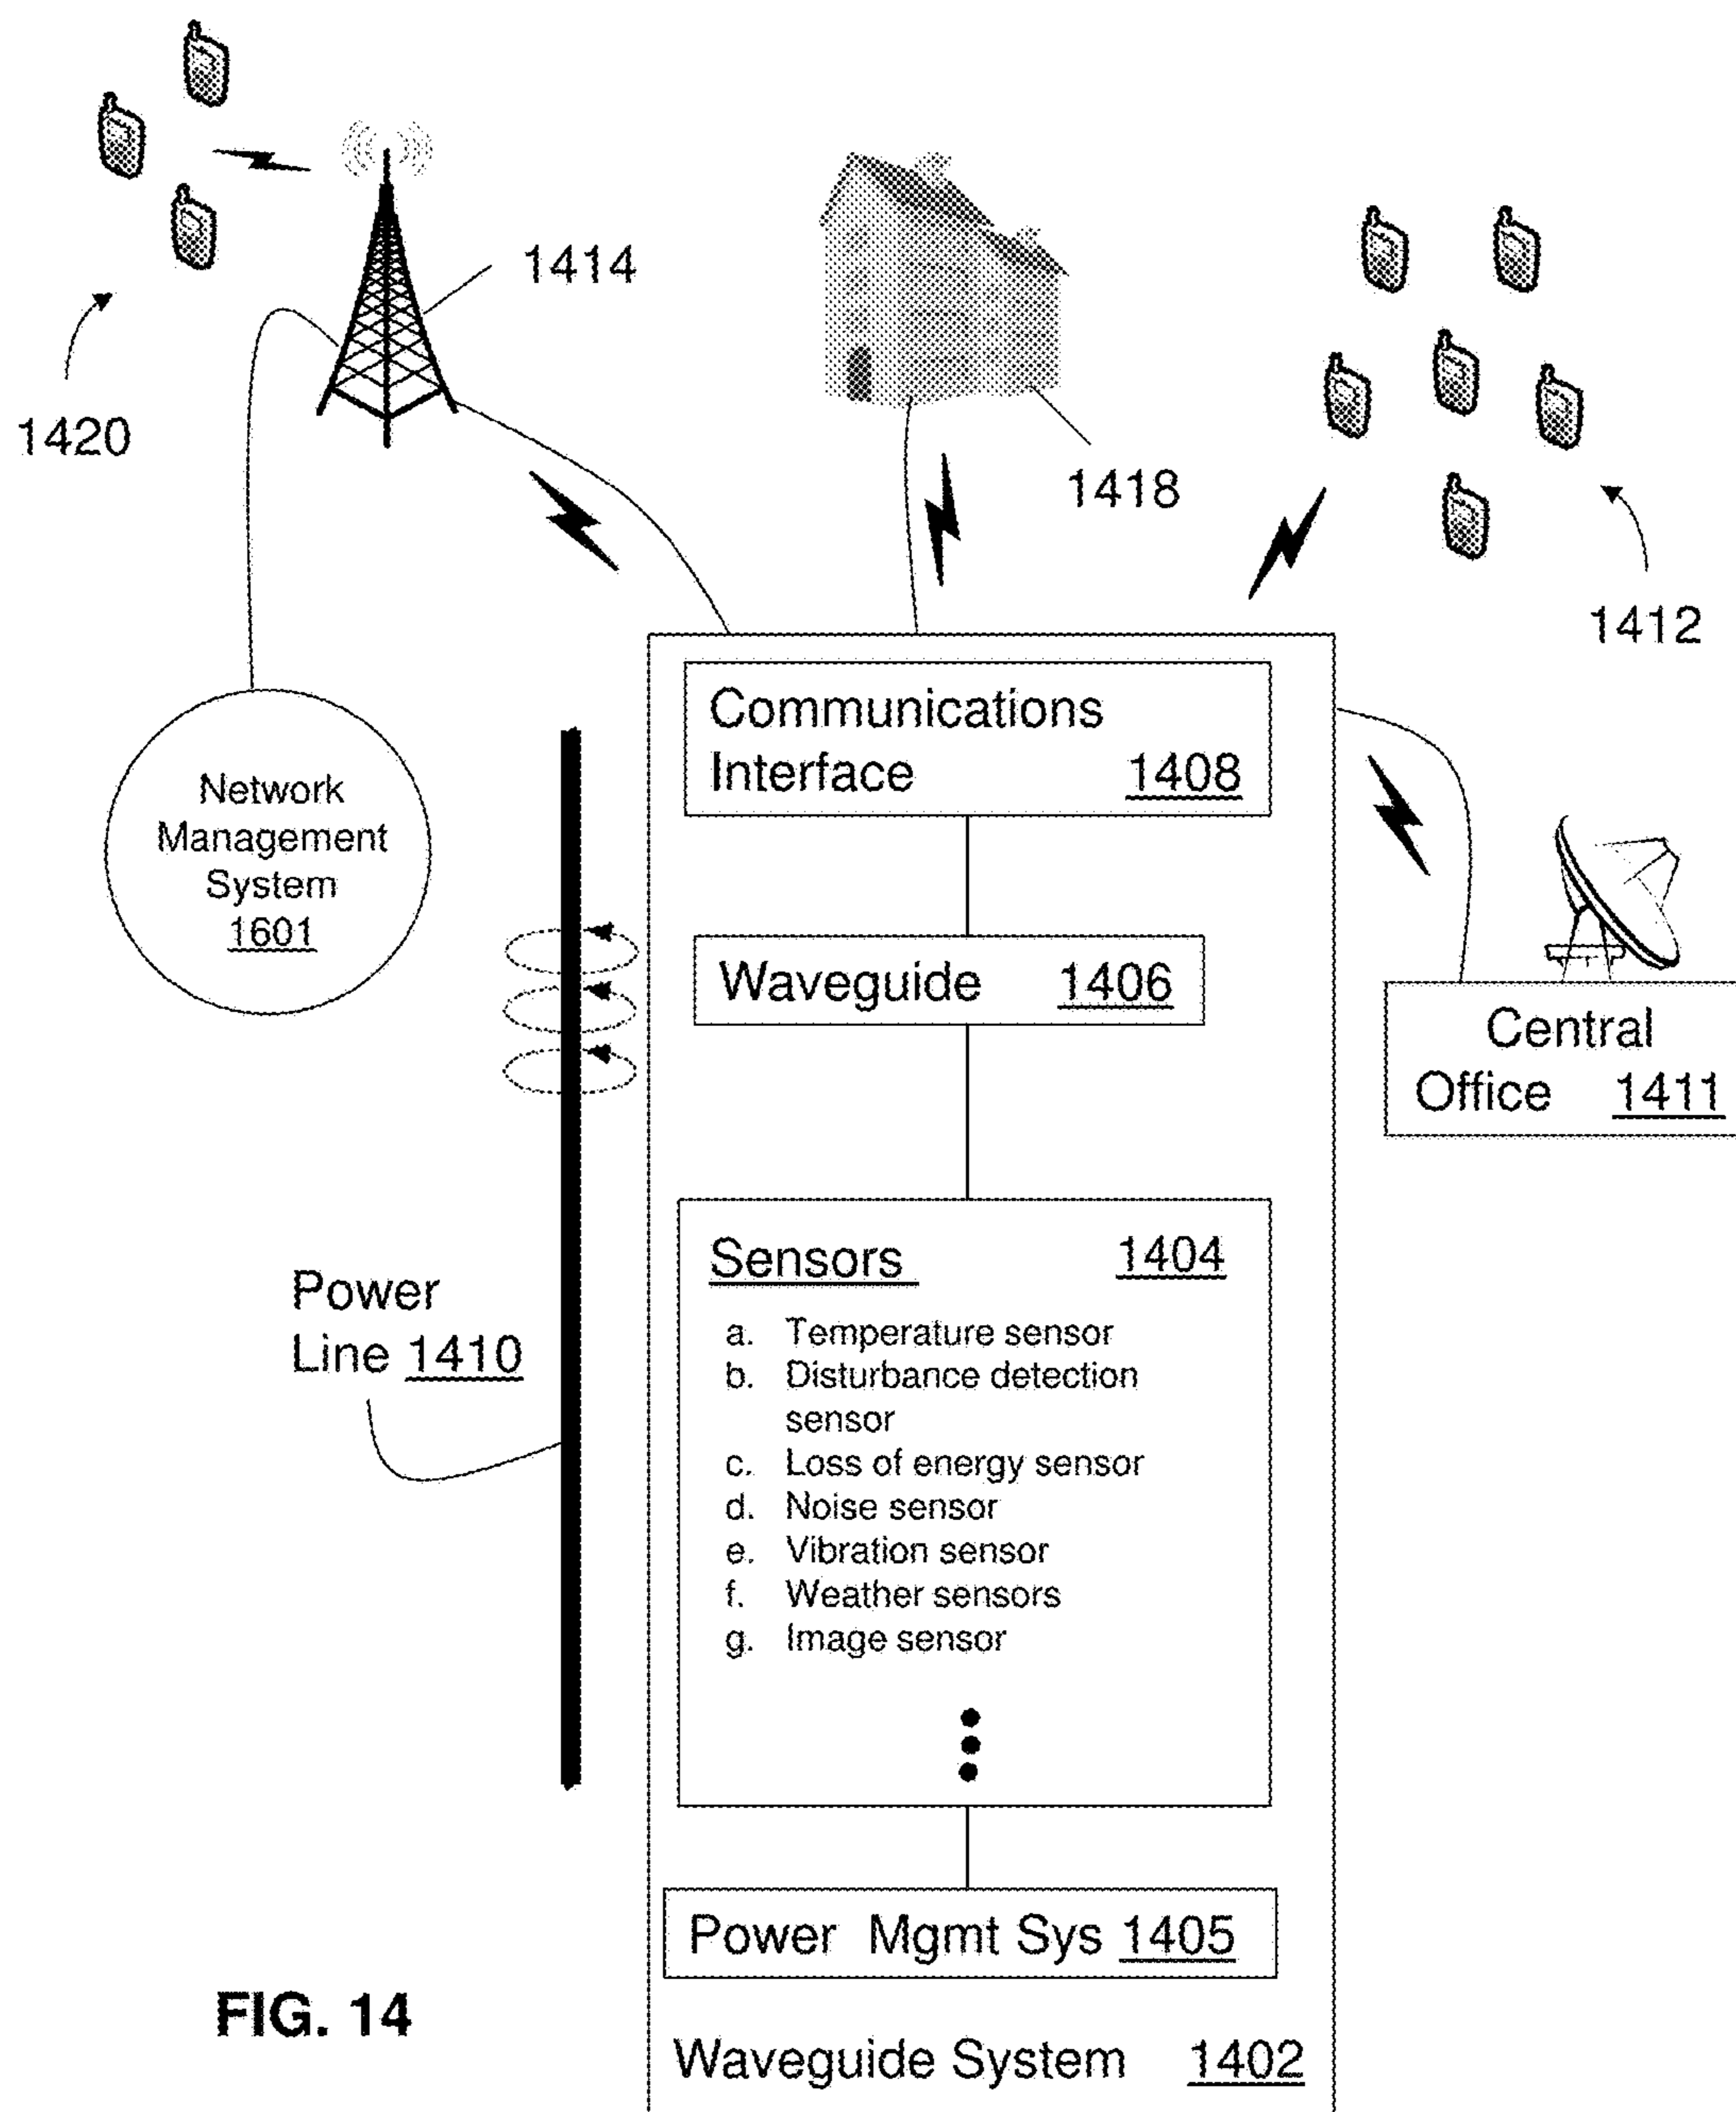 1414
1420
1418
1412
Communications
Interface 1408
Network
Management
System
1601
Waveguide 1406
Central
Office 1411
Sensors 1404
Power
Line 1410
a. Temperature sensor
b. Disturbance detection
sensor
c. Loss of energy sensor
d. Noise sensor
e. Vibration sensor
f. Weather sensors
g. Image sensor
Power Mgmt Sys 1405
FIG. 14
Waveguide System 1402